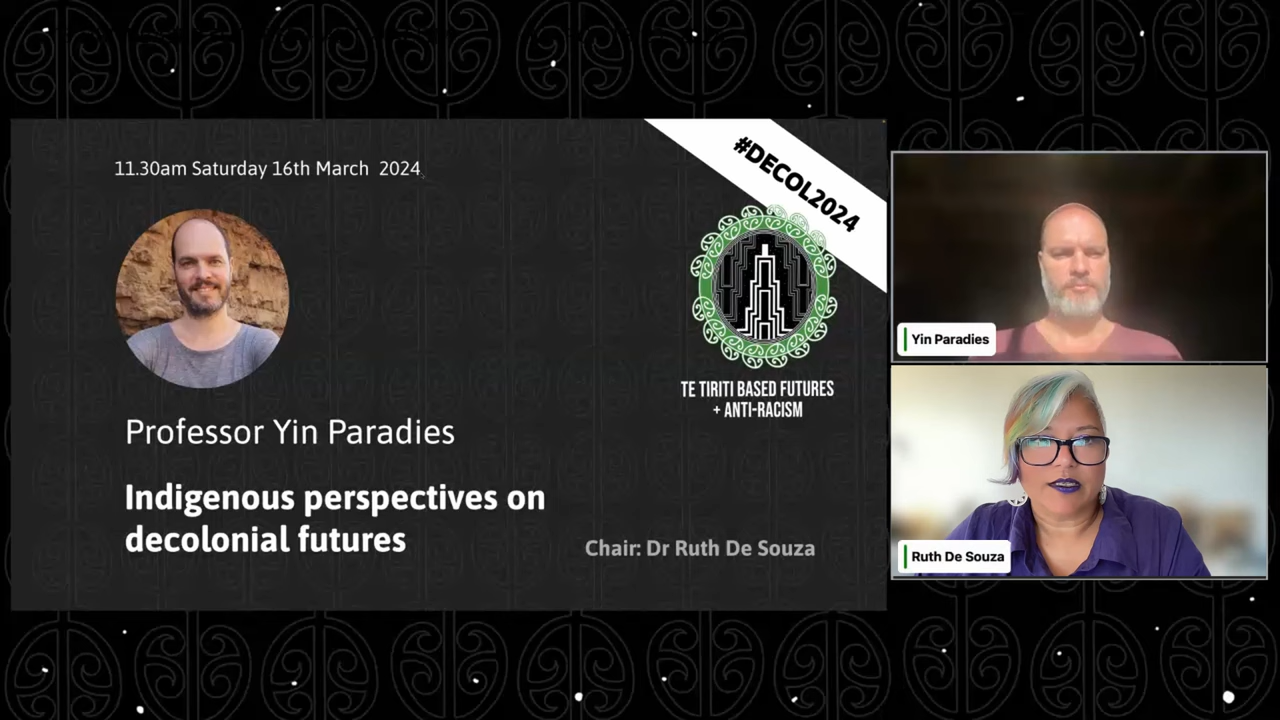 11.30am Saturday 16th March 2024
#DECOL2024
TE TIRITI BASED FUTURES
+ ANTI-RACISM
Professor Yin Paradies
Indigenous perspectives on
decolonial futures
Chair: Dr Ruth De Souza
Yin Paradies
Ruth De Souza